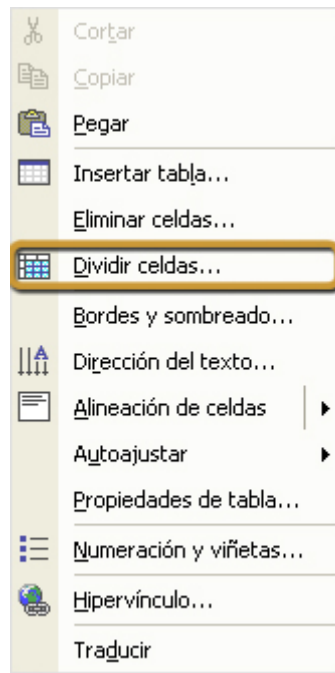 Cortar
Copiar
Pegar
Insertar tabla...
Eliminar celdas...
Dividir celdas...
Bordes y sombreado...
Dirección del texto...
Alineación de celdas
Autoajustar
Propiedades de tabla...
Numeración y viñetas...
Hipervínculo...
Traducir